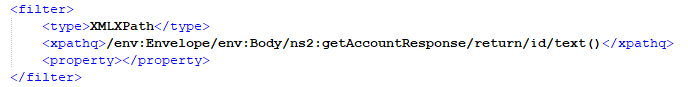 <filter>
<type>XMLXPath</type>
<xpathq>/env:Envelope/env:Body/ns2:getAccountResponse/return/id/text()</xpathq>
<property></property>
</filter>